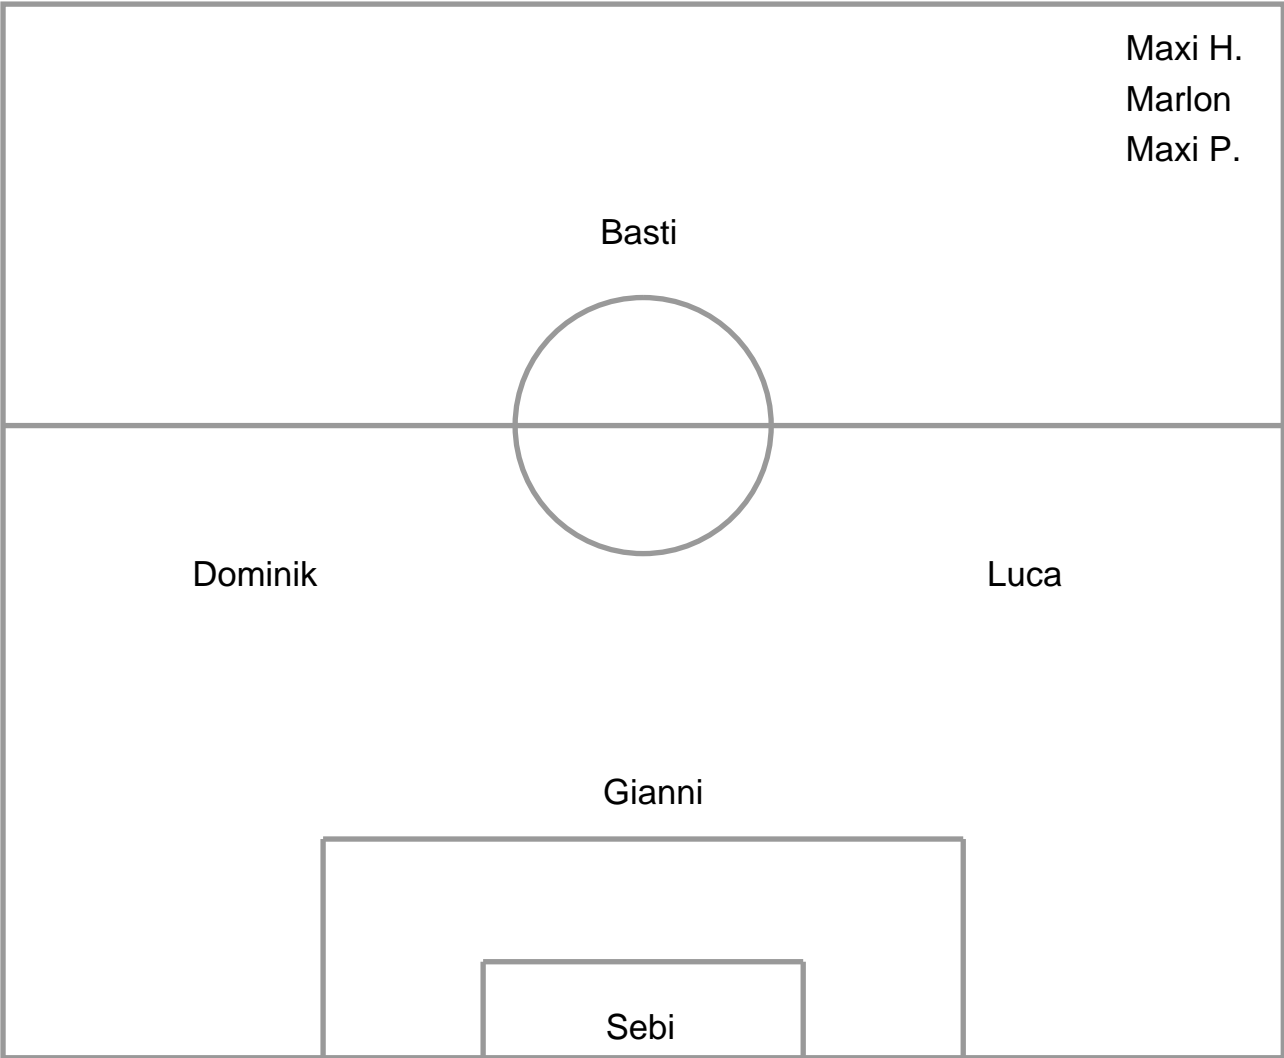 Maxi H.
Marlon
Maxi P.
Basti
Dominik
Luca
Gianni
Sebi